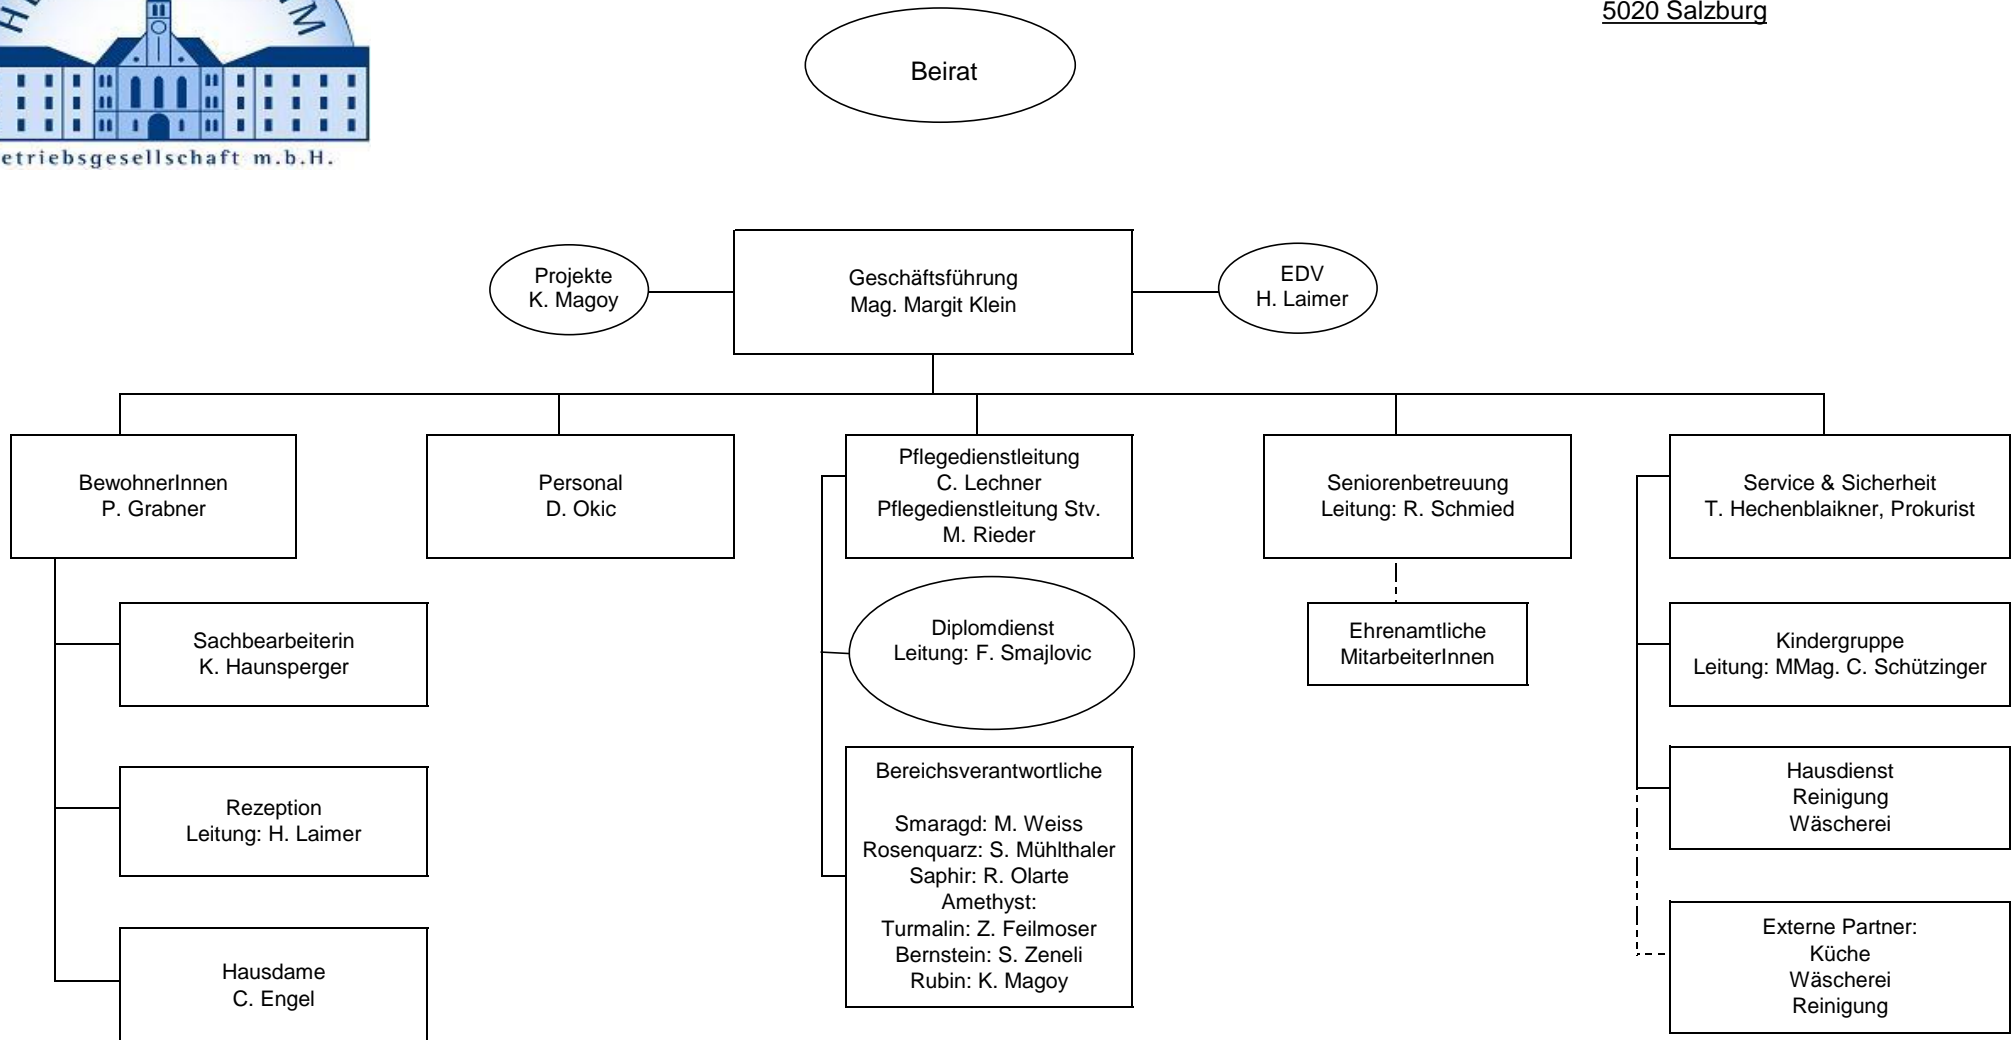 5020 Salzburg
etriebsgesellschaft m.b.H.
Beirat
Projekte
K. Magoy
Geschäftsführung
Mag. Margit Klein
EDV
H. Laimer
BewohnerInnen
P. Grabner
Personal
D. Okic
Pflegedienstleitung
C. Lechner
Pflegedienstleitung Stv.
M. Rieder
Seniorenbetreuung
Leitung: R. Schmied
Service & Sicherheit
T. Hechenblaikner, Prokurist
Sachbearbeiterin
K. Haunsperger
Diplomdienst
Leitung: F. Smajlovic
Ehrenamtliche
MitarbeiterInnen
Kindergruppe
Leitung: MMag. C. Schützinger
Rezeption
Leitung: H. Laimer
Bereichsverantwortliche
Smaragd: M. Weiss
Rosenquarz: S. Mühlthaler
Saphir: R. Olarte
Amethyst:
Turmalin: Z. Feilmoser
Bernstein: S. Zeneli
Rubin: K. Magoy
Hausdienst
Reinigung
Wäscherei
Hausdame
C. Engel
Externe Partner:
Küche
Wäscherei
Reinigung